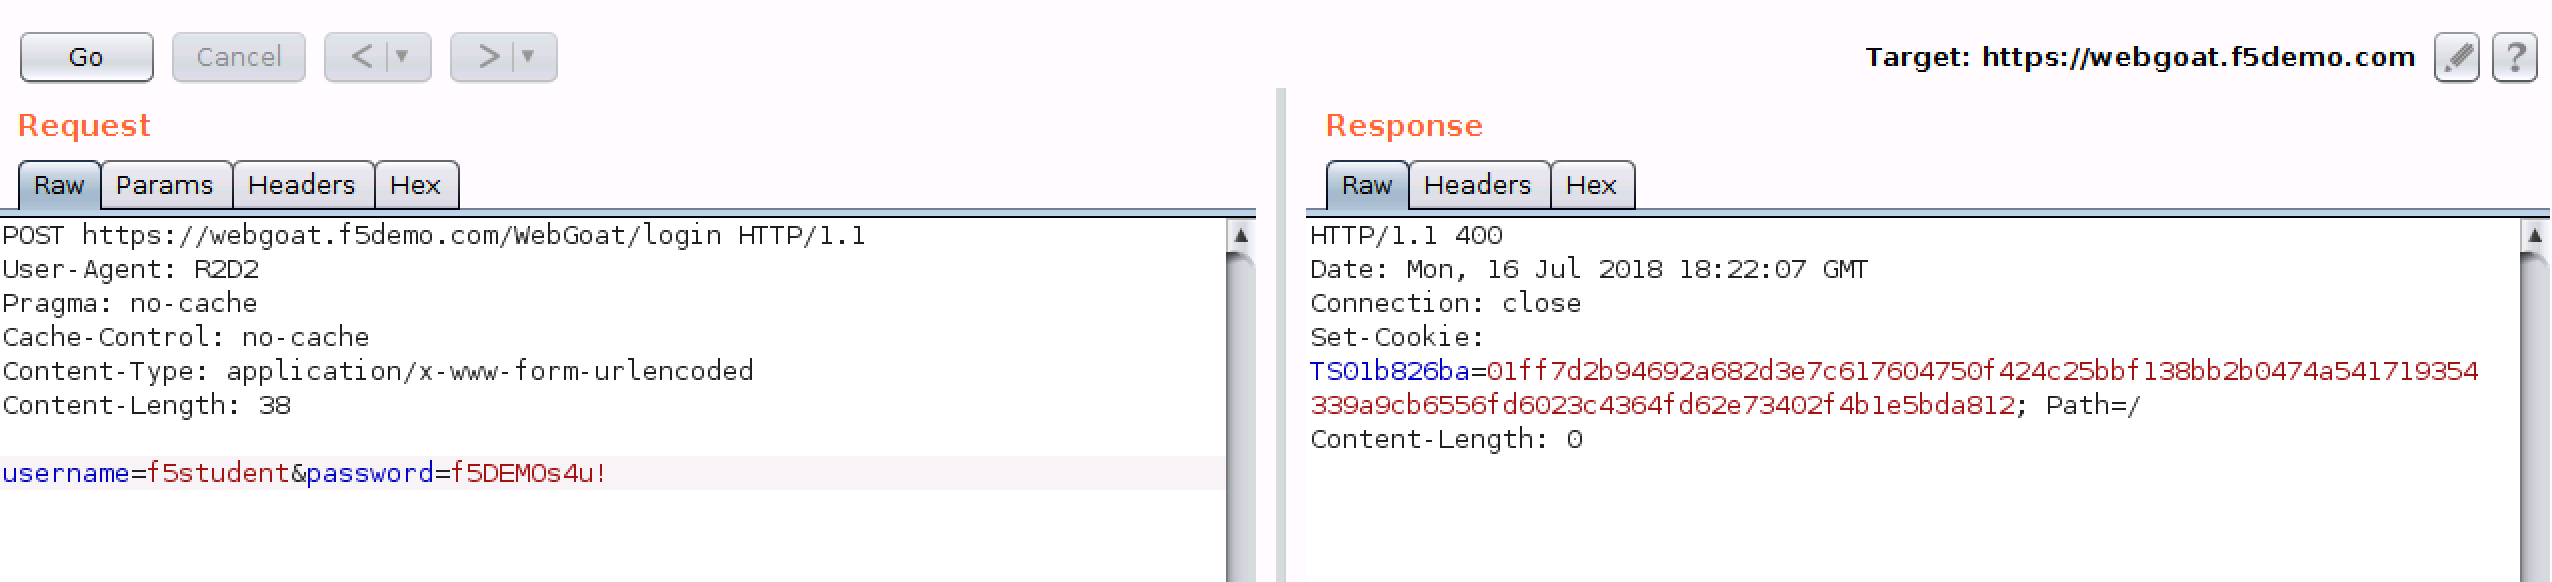 Go Cancel < > Target: https://webgoat.f5demo.com ?
Request
Raw Params Headers Hex
POST https://webgoat.f5demo.com/WebGoat/login HTTP/1.1
User-Agent: R2D2
Pragma: no-cache
Cache-Control: no-cache
Content-Type: application/x-www-form-urlencoded
Content-Length: 38
username=f5student&password=f5DEMOs4u!
Response
Raw Headers Hex
HTTP/1.1 400
Date: Mon, 16 Jul 2018 18:22:07 GMT
Connection: close
Set-Cookie:
TS01b826ba=01ff7d2b94692a682d3e7c617604750f424c25bbf138bb2b0474a541719354
339a9cb6556fd6023c4364fd62e73402f4b1e5bda812; Path=/
Content-Length: 0